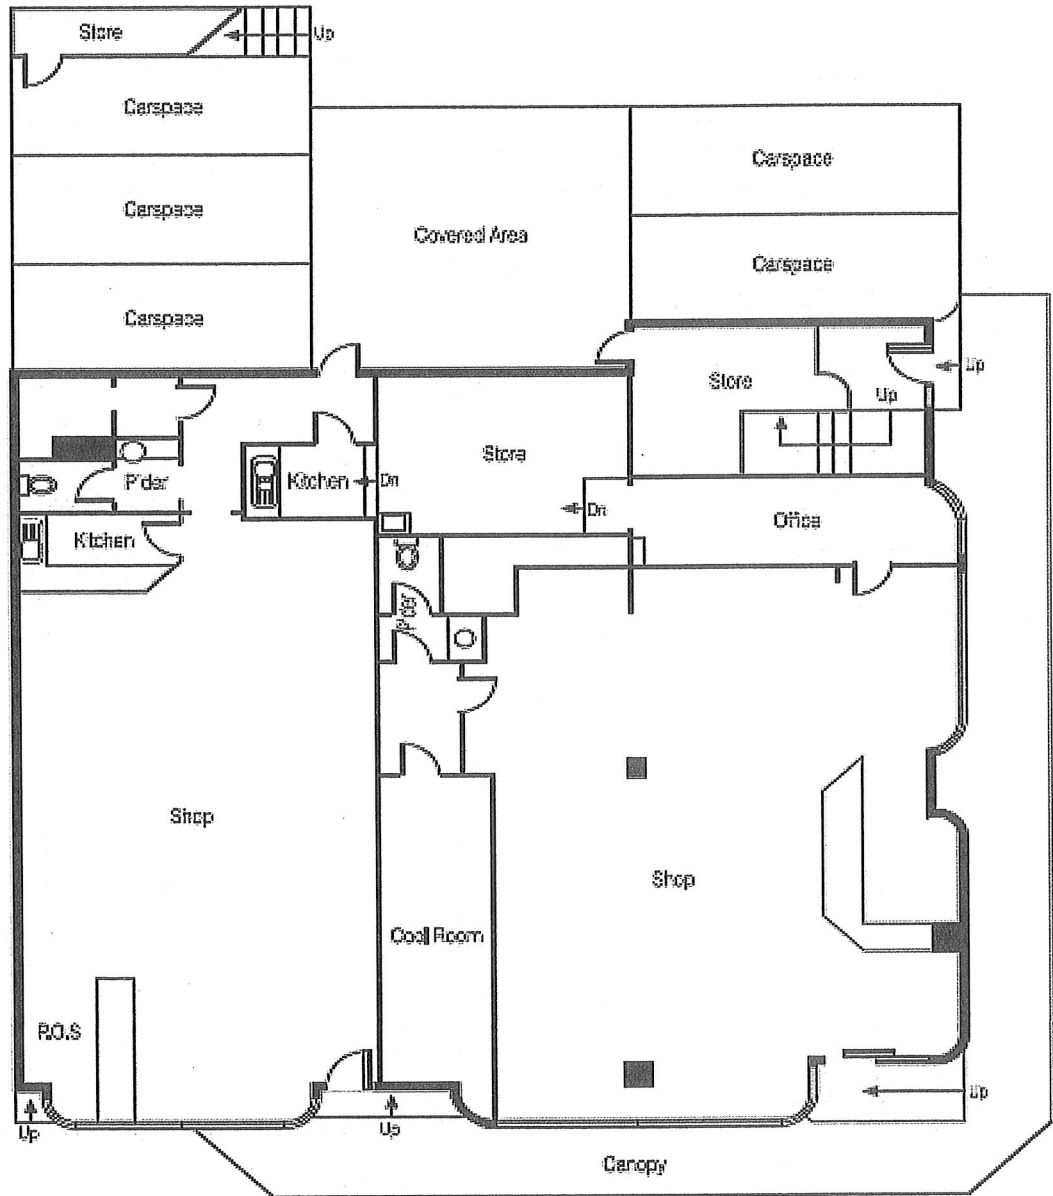 Store
Up
Carspace
Carspace
Carspace
Carspace
Covered Area
Carspace
Up
Store
Up
Store
P'der
Kitchen
Dn
Dn
Office
Kitchen
P'der
Shop
Shop
Cool Room
P.O.S
Up
Up
Up
Canopy